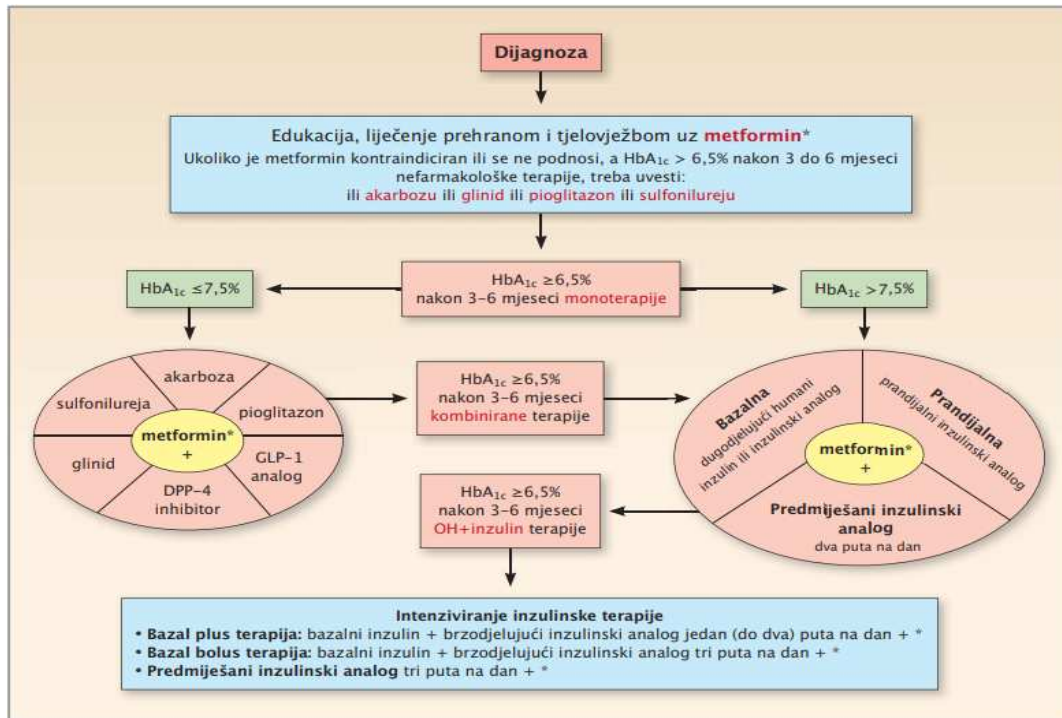 Dijagnoza
Edukacija, liječenje prehranom i tjelovježbom uz metformin*
Ukoliko je metformin kontraindiciran ili se ne podnosi, a HbA1c > 6,5% nakon 3 do 6 mjeseci
nefarmakološke terapije, treba uvesti:
ili akarbozu ili glinid ili pioglitazon ili sulfonilureju
HbA1c ≤7,5%
HbA1c ≥6,5%
nakon 3–6 mjeseci monoterapije
HbA1c >7,5%
akarboza
sulfonilureja
pioglitazon
metformin*
+
glinid
GLP-1
analog
DPP-4
inhibitor
HbA1c ≥6,5%
nakon 3–6 mjeseci
kombinirane terapije
Bazalna
dugodjelujući humani
inzulin ili inzulinski analog
Prandijalna
prandijalni inzulinski analog
metformin*
+
Predmiješani inzulinski
analog
dva puta na dan
HbA1c ≥6,5%
nakon 3–6 mjeseci
OH+inzulin terapije
Intenziviranje inzulinske terapije
• Bazal plus terapija: bazalni inzulin + brzodjelujući inzulinski analog jedan (do dva) puta na dan + *
• Bazal bolus terapija: bazalni inzulin + brzodjelujući inzulinski analog tri puta na dan + *
• Predmiješani inzulinski analog tri puta na dan + *